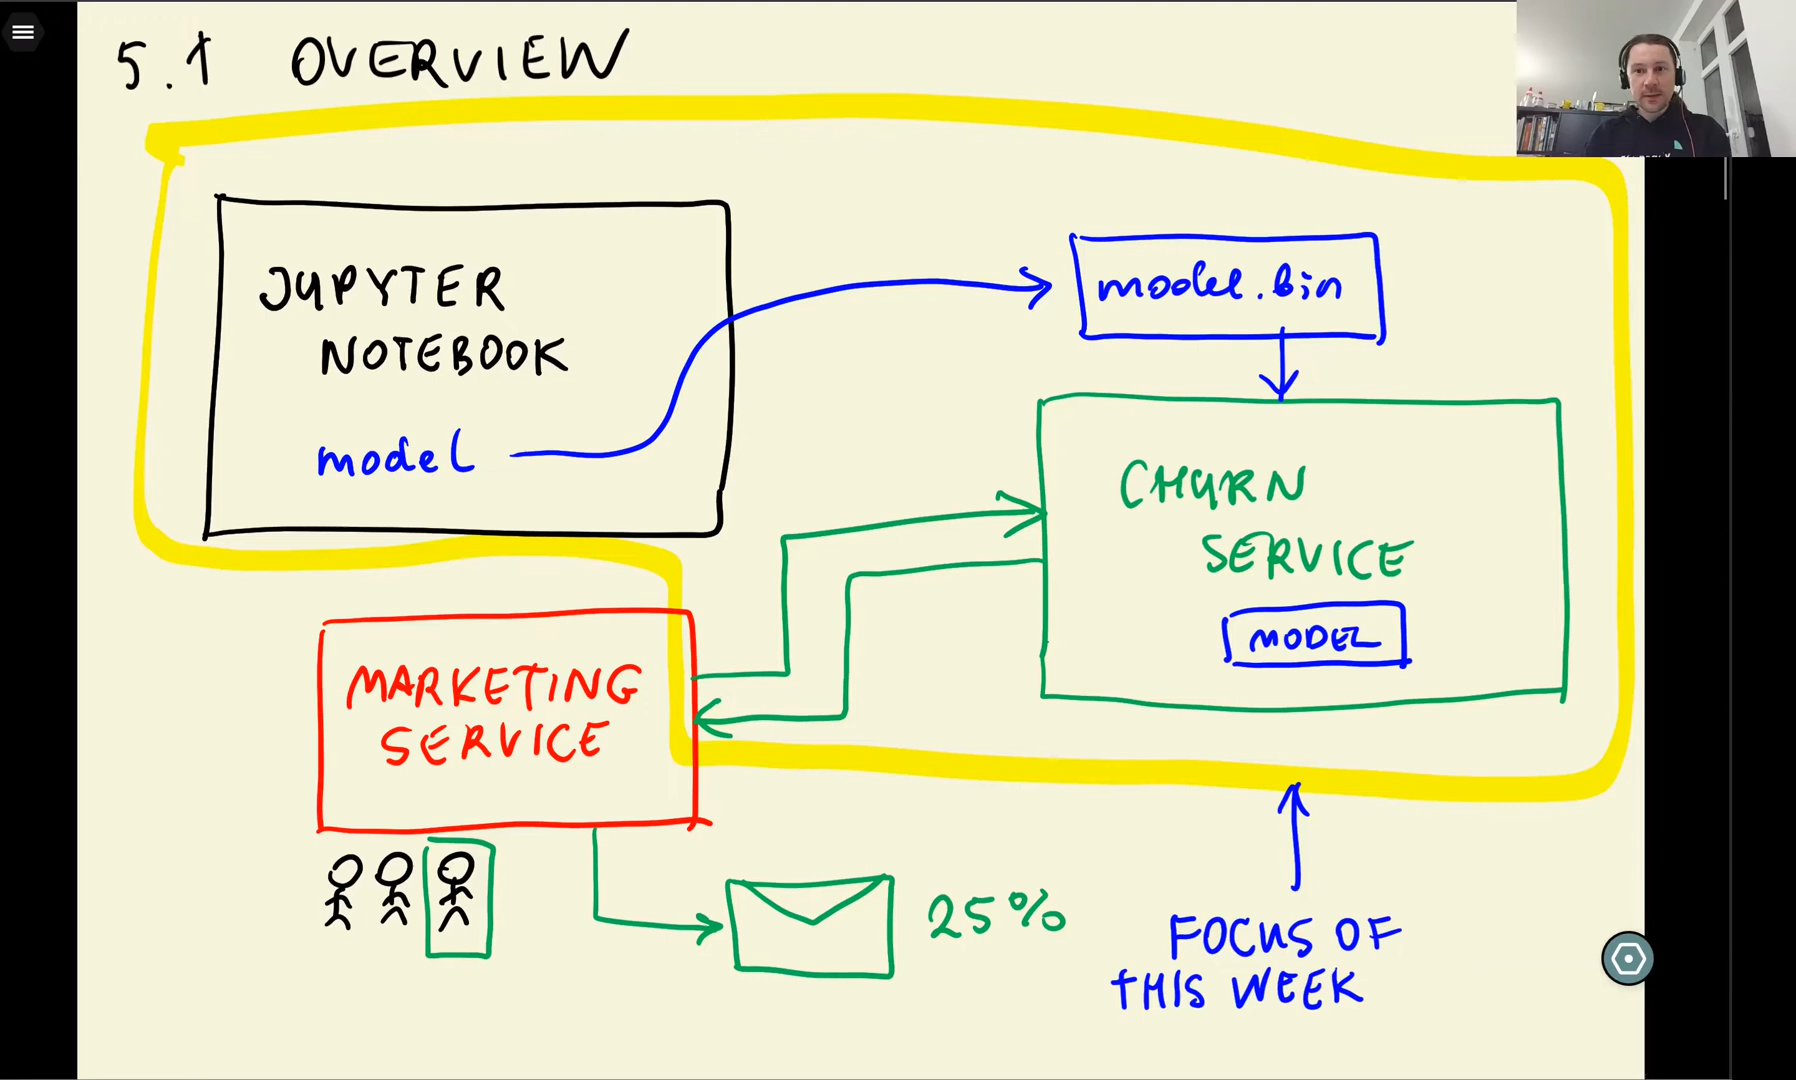 5.1 OVERVIEW
JUPYTER
NOTEBOOK
model
model.bin
CHURN
SERVICE
MODEL
MARKETING
SERVICE
25%
FOCUS OF
THIS WEEK